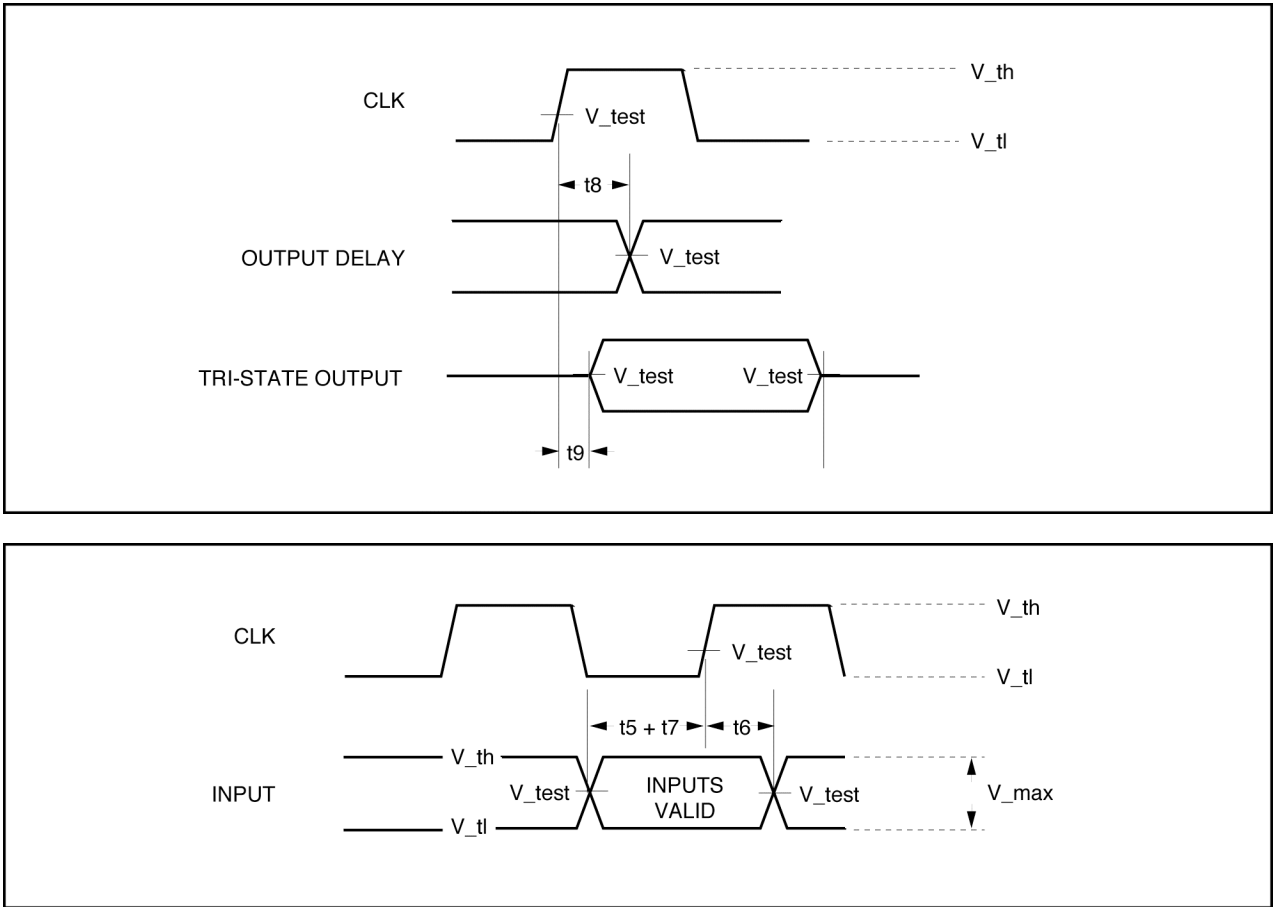 V_th
CLK
V_test
V_tl
t8
OUTPUT DELAY
V_test
TRI-STATE OUTPUT
V_test
V_test
t9
V_th
CLK
V_test
V_tl
t5 + t7
t6
V_th
INPUT
V_test
INPUTS
VALID
V_test
V_max
V_tl